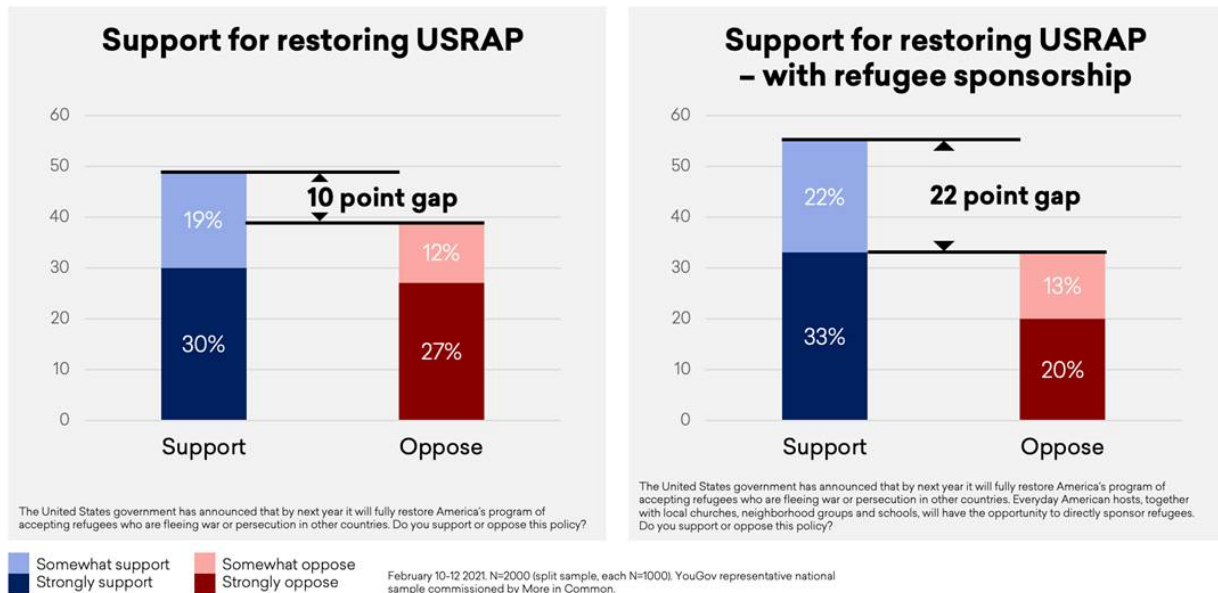 Support for restoring USRAP
60
50
40
30
20
10
0
19%
30%
10 point gap
12%
27%
Support
Oppose
The United States government has announced that by next year it will fully restore America's program of
accepting refugees who are fleeing war or persecution in other countries. Do you support or oppose this policy?
Support for restoring USRAP
– with refugee sponsorship
60
50
40
30
20
10
0
22%
33%
22 point gap
13%
20%
Support
Oppose
The United States government has announced that by next year it will fully restore America's program of
accepting refugees who are fleeing war or persecution in other countries. Everyday American hosts, together
with local churches, neighborhood groups and schools, will have the opportunity to directly sponsor refugees.
Do you support or oppose this policy?
Somewhat support
Strongly support
Somewhat oppose
Strongly oppose
February 10-12 2021. N=2000 (split sample, each N=1000). YouGov representative national
sample commissioned by More in Common.